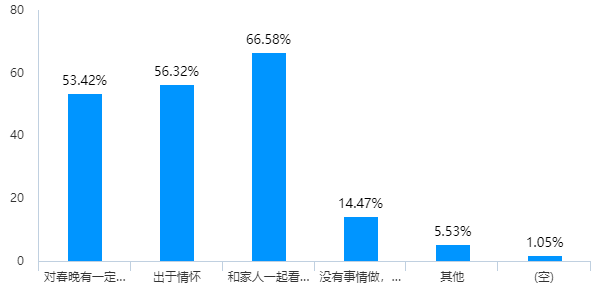 80
60
40
20
0
53.42%
56.32%
66.58%
14.47%
5.53%
1.05%
对春晚有一定...
出于情怀
和家人一起看...
没有事情做，...
其他
(空)